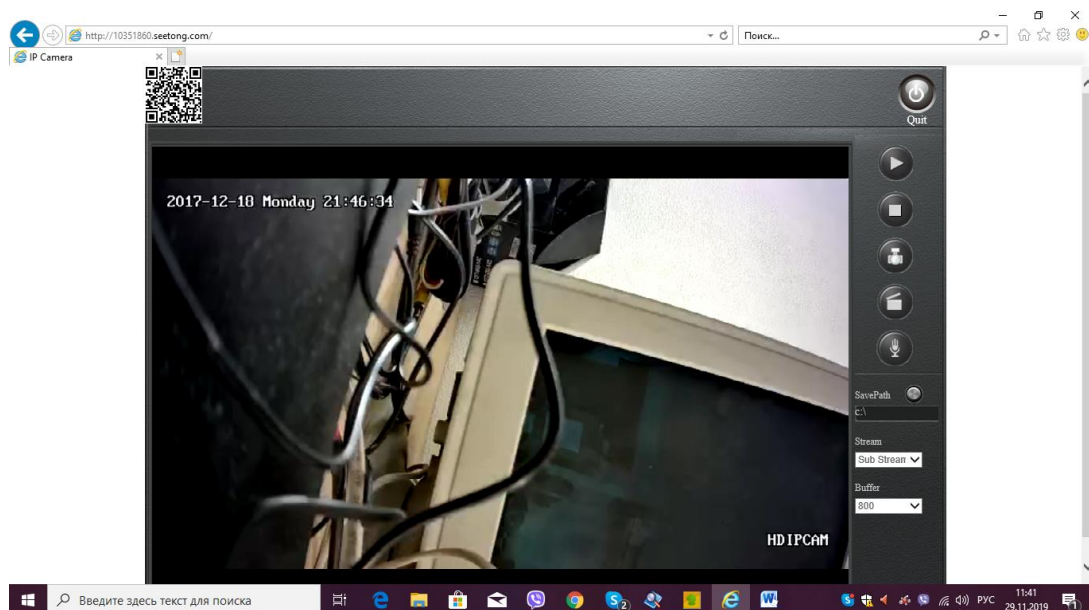 http://10351860.seetong.com/
Поиск...
IP Camera
Quit
2017-12-18 Monday 21:46:34
SavePath
c:\
Stream
Sub Stream
Buffer
800
HDIPCAM
Введите здесь текст для поиска
РУС
11:41
29.11.2019